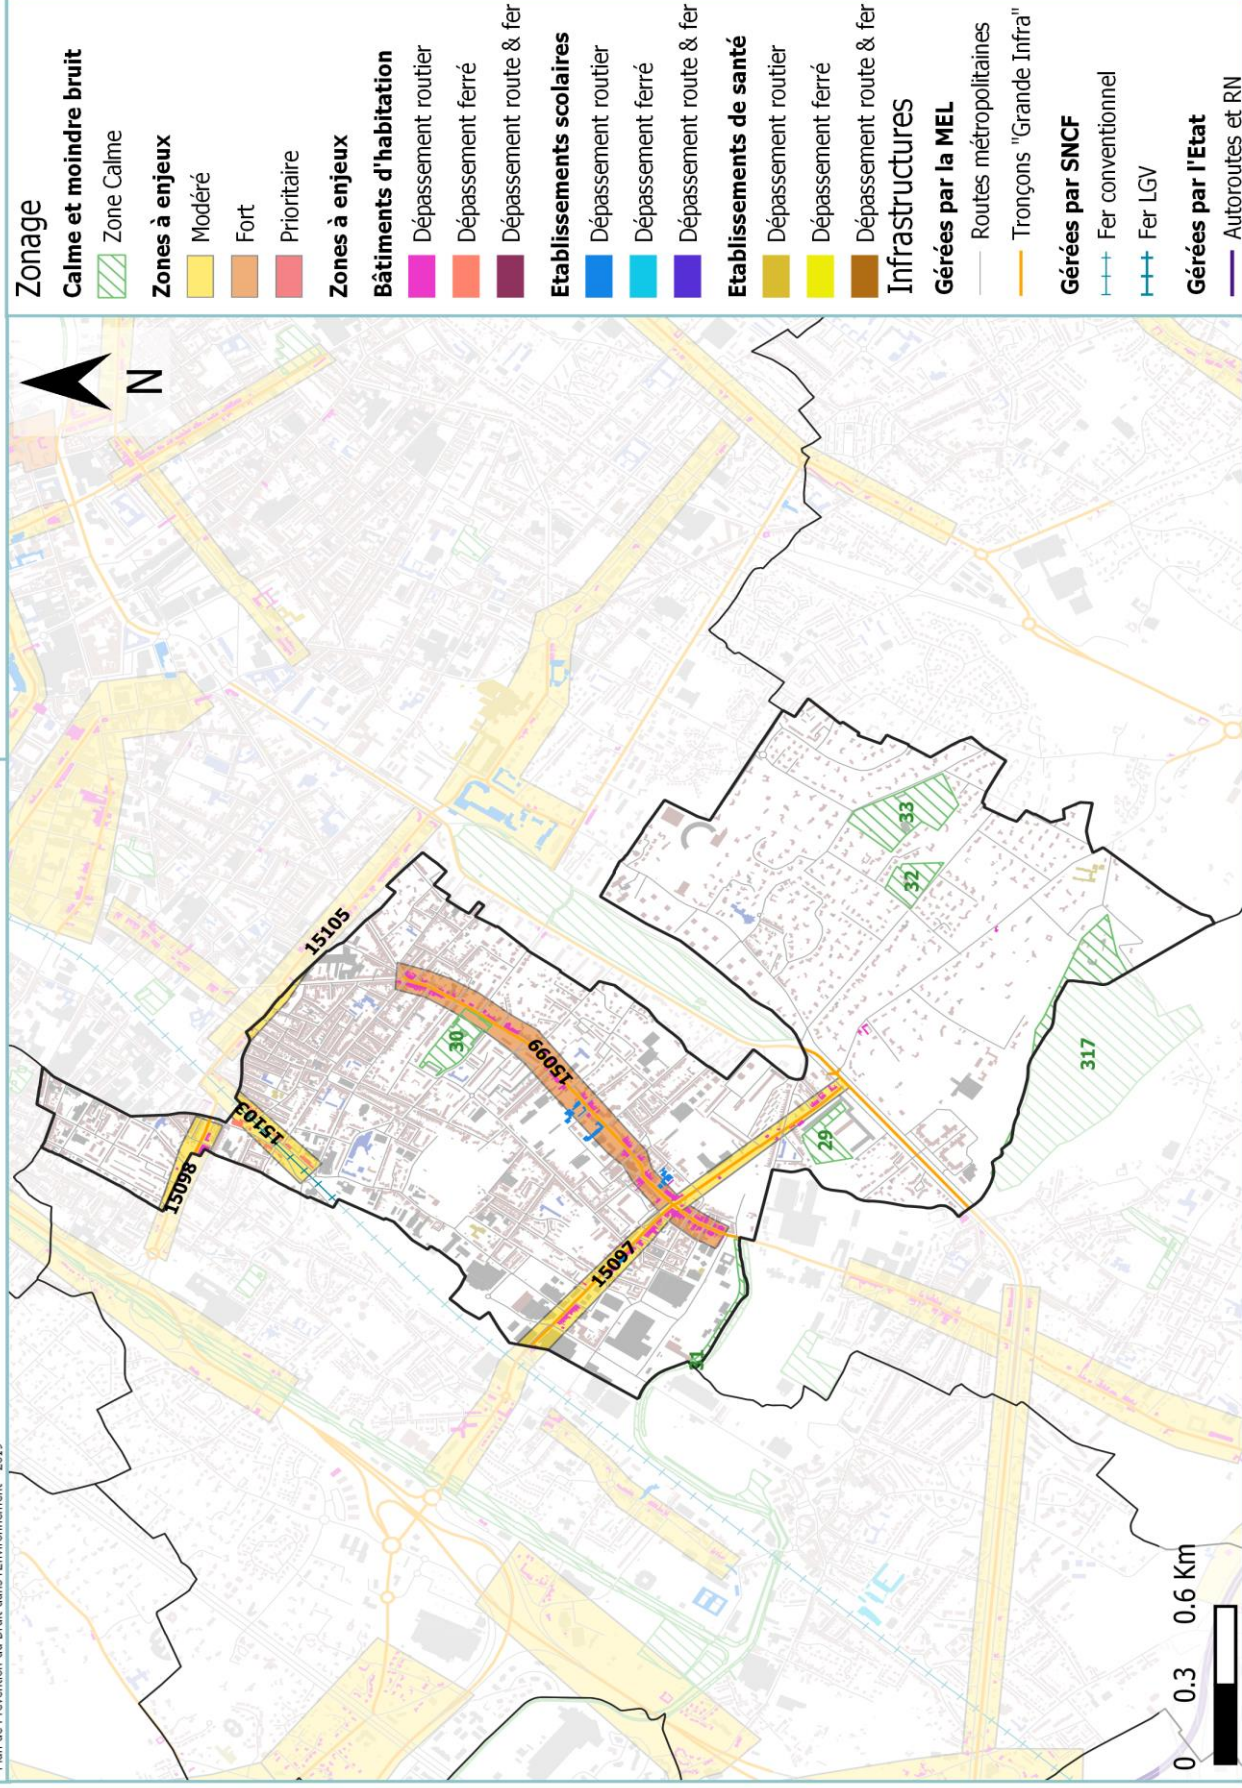 Zonage
Calme et moindre bruit
Zone Calme
Zones à enjeux
Modéré
Fort
Prioritaire
Zones à enjeux
Bâtiments d'habitation
Dépassement routier
Dépassement ferré
Dépassement route & fer
Etablissements scolaires
Dépassement routier
Dépassement ferré
Dépassement route & fer
Etablissements de santé
Dépassement routier
Dépassement ferré
Dépassement route & fer
Infrastructures
Gérées par la MEL
Routes métropolitaines
Tronçons "Grande Infra"
Gérées par SNCF
Fer conventionnel
Fer LGV
Gérées par l'Etat
Autoroutes et RN
N
15105
15103
15098
15099
15097
30
29
31
32
33
317
0 0.3 0.6 Km